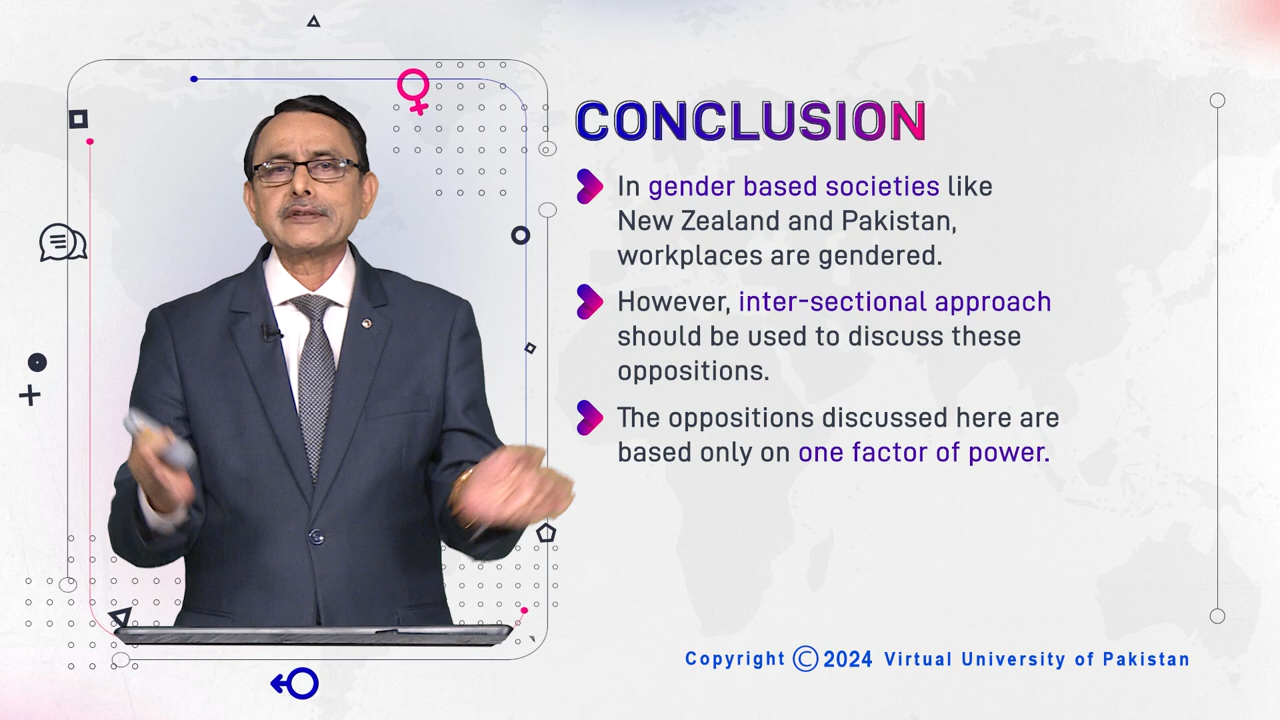 CONCLUSION
In gender based societies like
New Zealand and Pakistan,
workplaces are gendered.
However, inter-sectional approach
should be used to discuss these
oppositions.
The oppositions discussed here are
based only on one factor of power.
Copyright © 2024 Virtual University of Pakistan